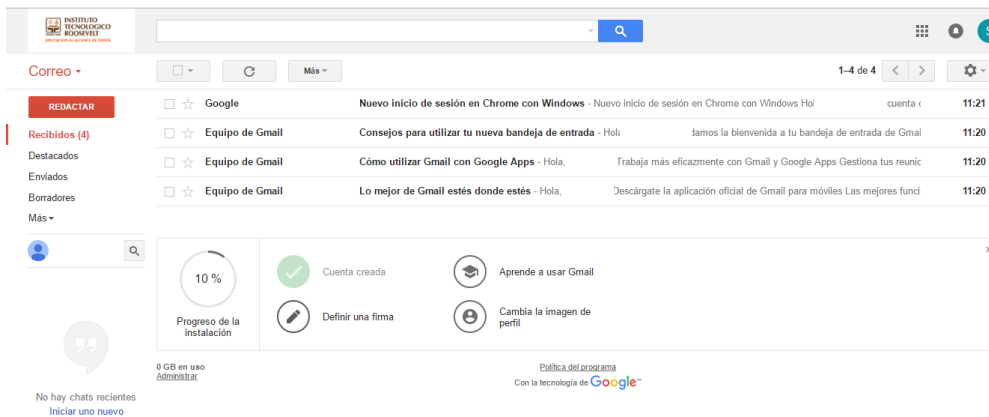 INSTITUTO
TECNOLOGICO
ROOSEVELT
Correo
Más
1–4 de 4
REDACTAR
Recibidos (4)
Destacados
Enviados
Borradores
Más
Google Nuevo inicio de sesión en Chrome con Windows - Nuevo inicio de sesión en Chrome con Windows Hol cuenta 11:21
Equipo de Gmail Consejos para utilizar tu nueva bandeja de entrada - Hola damos la bienvenida a tu bandeja de entrada de Gmai 11:20
Equipo de Gmail Cómo utilizar Gmail con Google Apps - Hola, Trabaja más eficazmente con Gmail y Google Apps Gestiona tus reunic 11:20
Equipo de Gmail Lo mejor de Gmail estés donde estés - Hola, Descárgate la aplicación oficial de Gmail para móviles Las mejores funci 11:20
10 %
Progreso de la
instalación
Cuenta creada
Aprende a usar Gmail
Definir una firma
Cambia la imagen de
perfil
0 GB en uso
Administrar
Política del programa
Con la tecnología de Google™
No hay chats recientes
Iniciar uno nuevo